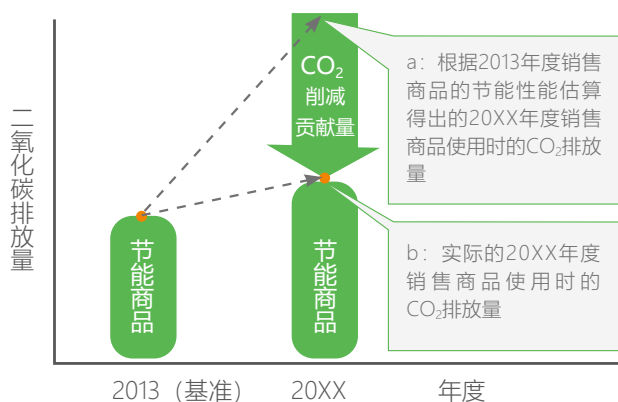 二氧化碳排放量
CO₂
削减
贡献量
a：根据2013年度销售
商品的节能性能估算
得出的20XX年度销售
商品使用时的CO₂排放
量
节能商品
节能商品
b：实际的20XX年度
销售商品使用时的
CO₂排放量
2013（基准）
20XX
年度